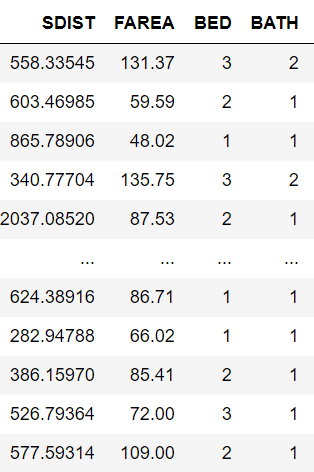 SDIST FAREA BED BATH
558.33545 131.37 3 2
603.46985 59.59 2 1
865.78906 48.02 1 1
340.77704 135.75 3 2
2037.08520 87.53 2 1
... ... ... ...
624.38916 86.71 1 1
282.94788 66.02 1 1
386.15970 85.41 2 1
526.79364 72.00 3 1
577.59314 109.00 2 1